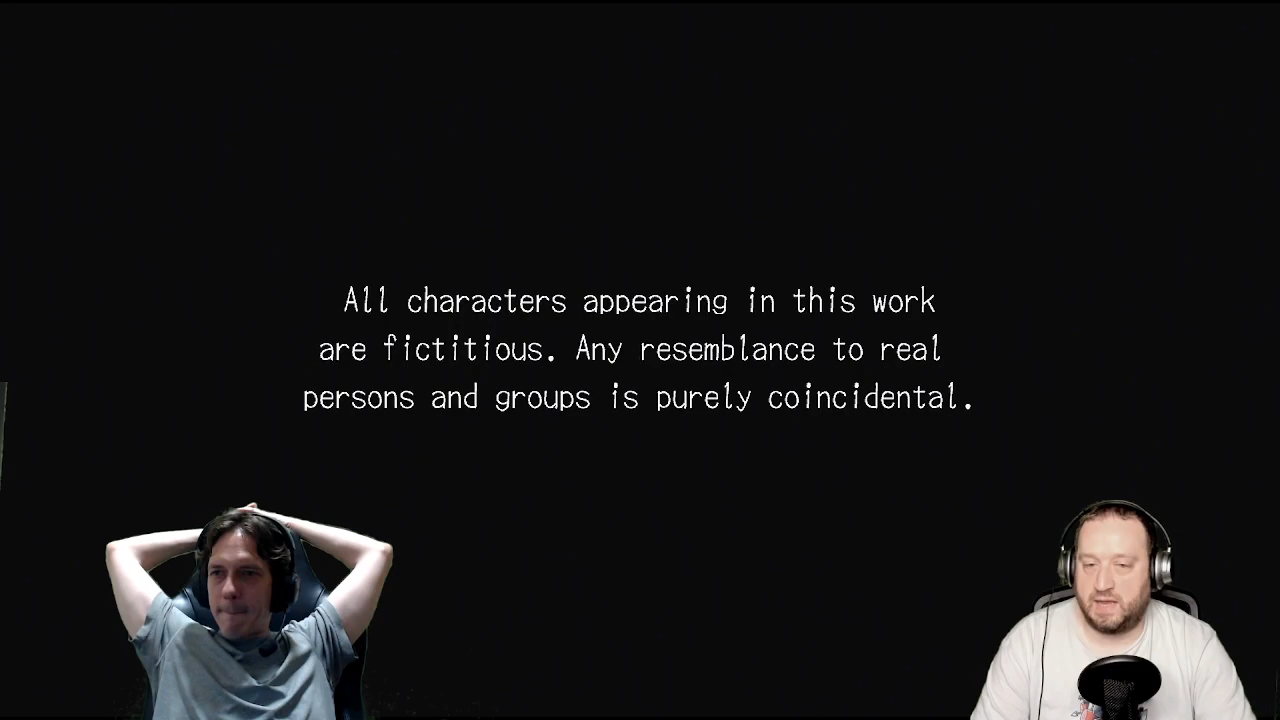 All characters appearing in this work
are fictitious. Any resemblance to real
persons and groups is purely coincidental.